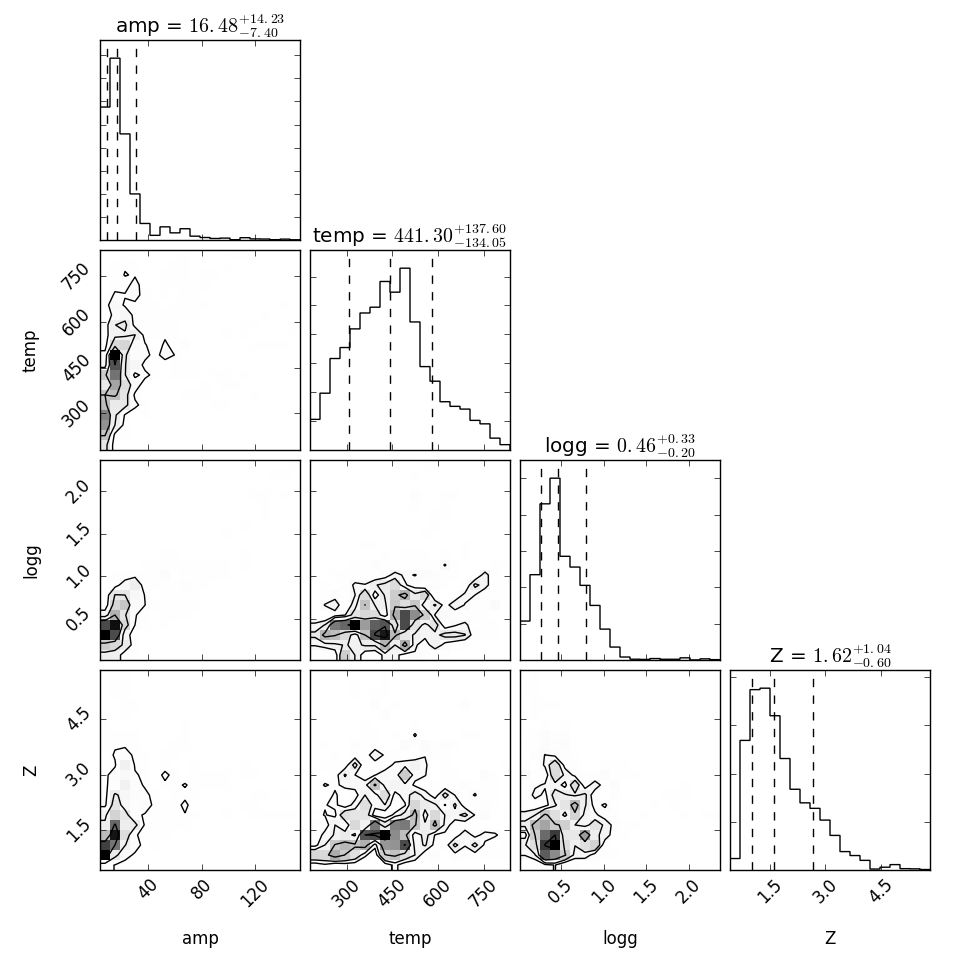 amp = 16.48^{+14.23}_{-7.40}
temp = 441.30^{+137.60}_{-134.05}
750
600
450
300
temp
logg = 0.46^{+0.33}_{-0.20}
2.0
1.5
1.0
0.5
logg
Z = 1.62^{+1.04}_{-0.60}
4.5
3.0
1.5
Z
40 80 120
300 450 600 750
0.5 1.0 1.5 2.0
1.5 3.0 4.5
amp temp logg Z